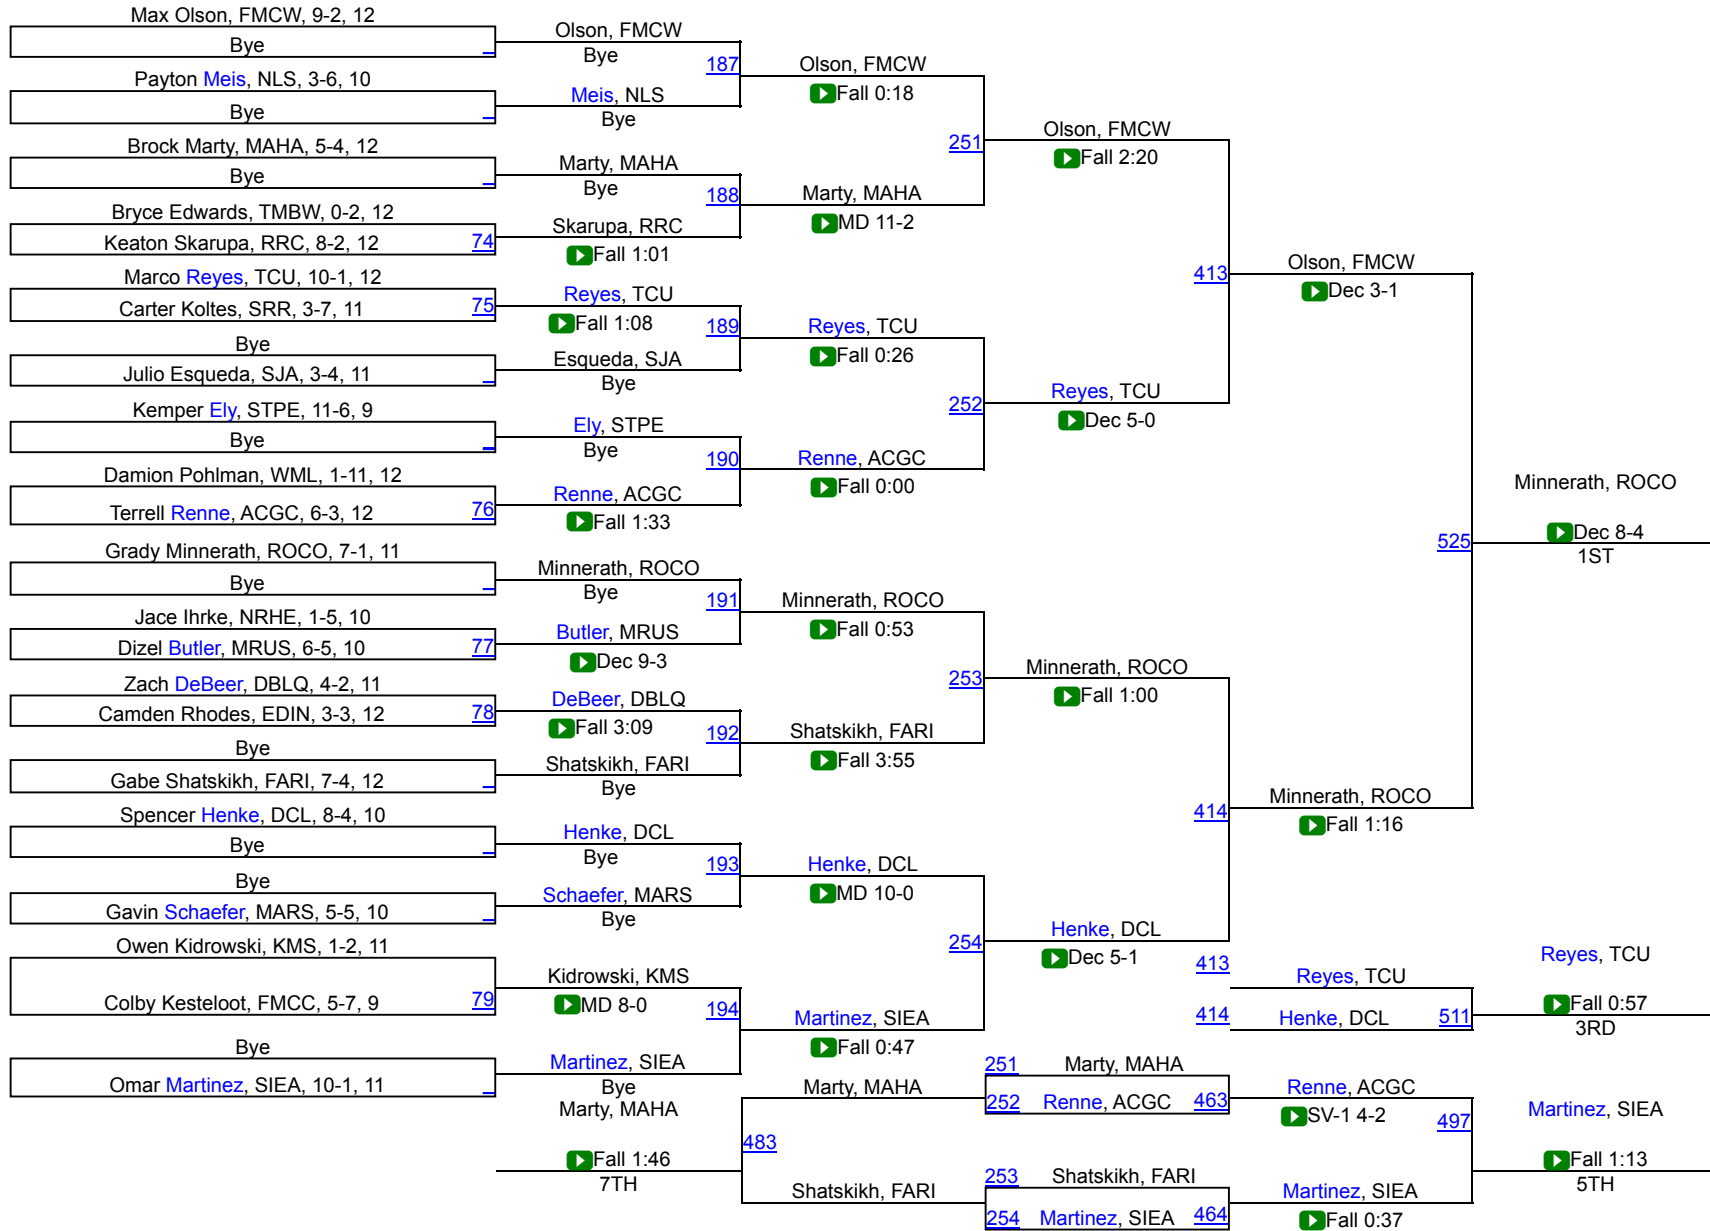 Max Olson, FMCW, 9-2, 12
Bye
Payton Meis, NLS, 3-6, 10
Bye
Brock Marty, MAHA, 5-4, 12
Bye
Bryce Edwards, TMBW, 0-2, 12
Keaton Skarupa, RRC, 8-2, 12
74
Marco Reyes, TCU, 10-1, 12
Carter Koltes, SRR, 3-7, 11
75
Bye
Julio Esqueda, SJA, 3-4, 11
Kemper Ely, STPE, 11-6, 9
Bye
Damion Pohlman, WML, 1-11, 12
Terrell Renne, ACGC, 6-3, 12
76
Grady Minnerath, ROCO, 7-1, 11
Bye
Jace Ihrke, NRHE, 1-5, 10
Dizel Butler, MRUS, 6-5, 10
77
Zach DeBeer, DBLQ, 4-2, 11
Camden Rhodes, EDIN, 3-3, 12
78
Bye
Gabe Shatskikh, FARI, 7-4, 12
Spencer Henke, DCL, 8-4, 10
Bye
Bye
Gavin Schaefer, MARS, 5-5, 10
Owen Kidrowski, KMS, 1-2, 11
Colby Kesteloot, FMCC, 5-7, 9
79
Bye
Omar Martinez, SIEA, 10-1, 11
Olson, FMCW
Bye
187
Meis, NLS
Bye
Marty, MAHA
Bye
188
Skarupa, RRC
Fall 1:01
Reyes, TCU
Fall 1:08
189
Esqueda, SJA
Bye
Ely, STPE
Bye
190
Renne, ACGC
Fall 1:33
Minnerath, ROCO
Bye
191
Butler, MRUS
Dec 9-3
DeBeer, DBLQ
Fall 3:09
192
Shatskikh, FARI
Bye
Henke, DCL
Bye
193
Schaefer, MARS
Bye
Kidrowski, KMS
MD 8-0
194
Martinez, SIEA
Bye
Olson, FMCW
Fall 0:18
251
Marty, MAHA
MD 11-2
Reyes, TCU
Fall 0:26
252
Renne, ACGC
Fall 0:00
Minnerath, ROCO
Fall 0:53
253
Shatskikh, FARI
Fall 3:55
Henke, DCL
MD 10-0
254
Martinez, SIEA
Fall 0:47
Olson, FMCW
Fall 2:20
413
Reyes, TCU
Dec 5-0
Minnerath, ROCO
Fall 1:00
414
Henke, DCL
Dec 5-1
Olson, FMCW
Dec 3-1
525
Minnerath, ROCO
Fall 1:16
Minnerath, ROCO
Dec 8-4
1ST
413
Reyes, TCU
414
Henke, DCL
511
Reyes, TCU
Fall 0:57
3RD
251
Marty, MAHA
252
Renne, ACGC
463
Renne, ACGC
SV-1 4-2
497
253
Shatskikh, FARI
254
Martinez, SIEA
464
Martinez, SIEA
Fall 0:37
Martinez, SIEA
Fall 1:13
5TH
Marty, MAHA
483
Shatskikh, FARI
Marty, MAHA
Fall 1:46
7TH